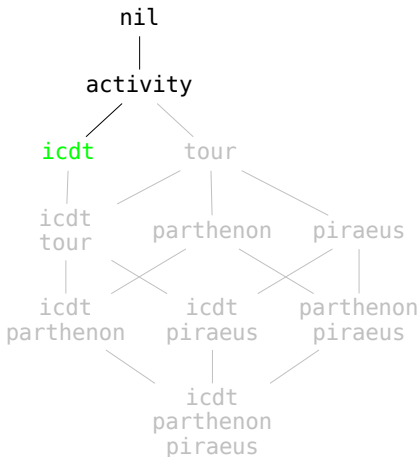 nil
activity
icdt tour
icdt
tour
parthenon piraeus
icdt
parthenon
icdt
piraeus
parthenon
piraeus
icdt
parthenon
piraeus